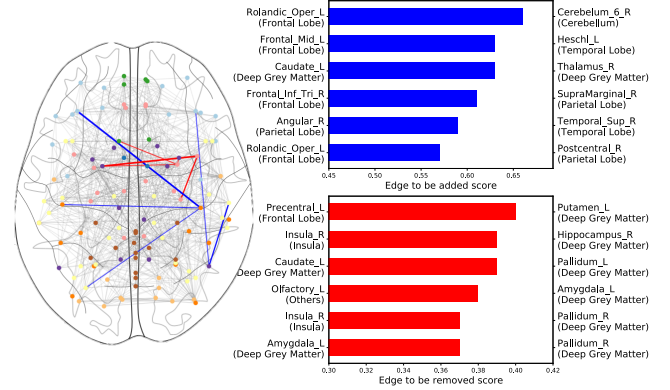 Rolandic_Oper_L
(Frontal Lobe)
Frontal_Mid_L
(Frontal Lobe)
Caudate_L
(Deep Grey Matter)
Frontal_Inf_Tri_R
(Frontal Lobe)
Angular_R
(Parietal Lobe)
Rolandic_Oper_L
(Frontal Lobe)
Cerebelum_6_R
(Cerebellum)
Heschl_L
(Temporal Lobe)
Thalamus_R
(Deep Grey Matter)
SupraMarginal_R
(Parietal Lobe)
Temporal_Sup_R
(Temporal Lobe)
Postcentral_R
(Parietal Lobe)
0.45 0.50 0.55 0.60 0.65
Edge to be added score
Precentral_L
(Frontal Lobe)
Insula_R
(Insula)
Caudate_L
(Deep Grey Matter)
Olfactory_L
(Others)
Insula_R
(Insula)
Amygdala_L
(Deep Grey Matter)
Putamen_L
(Deep Grey Matter)
Hippocampus_R
(Deep Grey Matter)
Pallidum_L
(Deep Grey Matter)
Amygdala_L
(Deep Grey Matter)
Pallidum_R
(Deep Grey Matter)
Pallidum_R
(Deep Grey Matter)
0.30 0.32 0.34 0.36 0.38 0.40 0.42
Edge to be removed score